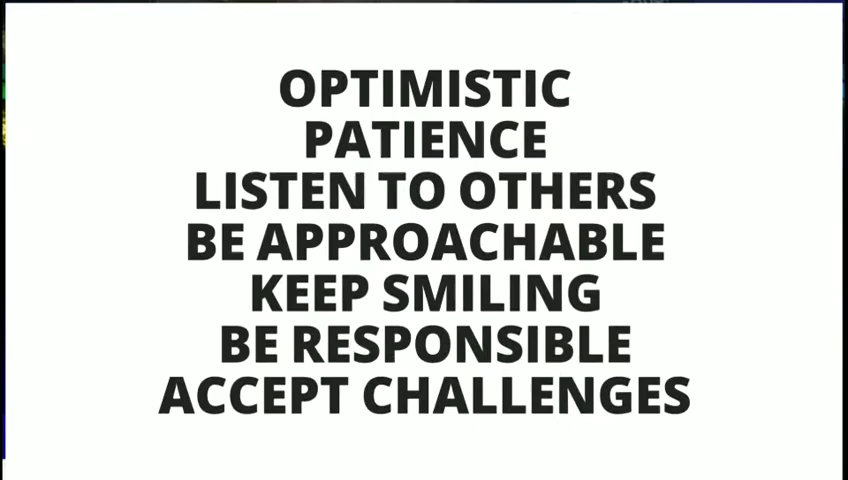 OPTIMISTIC
PATIENCE
LISTEN TO OTHERS
BE APPROACHABLE
KEEP SMILING
BE RESPONSIBLE
ACCEPT CHALLENGES